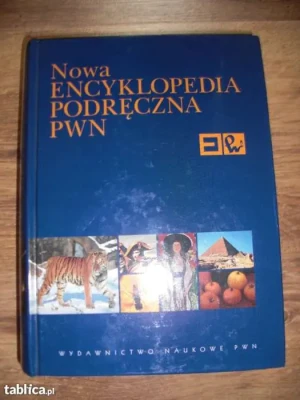 Nowa
ENCYKLOPEDIA
PODRĘCZNA
PWN
WYDAWNICTWO NAUKOWE PWN
tablica.pl